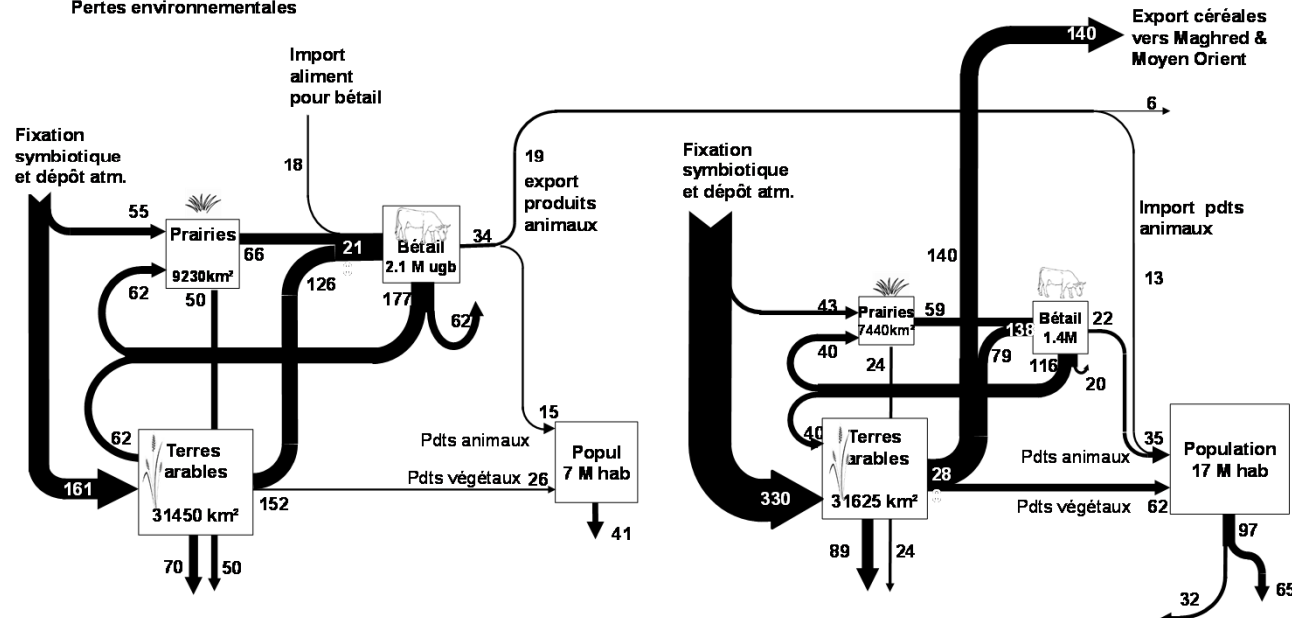 Pertes environnementales
Import
aliment
pour bétail
18
Fixation
symbiotique
et dépôt atm.
55
Prairies
9230km²
66
62
50
21
126
Bétail
2.1 M ugb
177
62
34
19
export
produits
animaux
62
161
Terres
arables
31450 km²
152
70
50
15
Pdts animaux
Pdts végétaux 26
Popul
7 M hab
41
140
Export céréales
vers Maghred &
Moyen Orient
6
Fixation
symbiotique
et dépôt atm.
140
Import pdts
animaux
13
43
Prairies
7440km²
59
40
24
138
79
Bétail
1.4M
22
116
20
40
330
Terres
arables
31625 km²
28
89
24
35
Pdts animaux
Pdts végétaux
62
Population
17 M hab
97
32
65